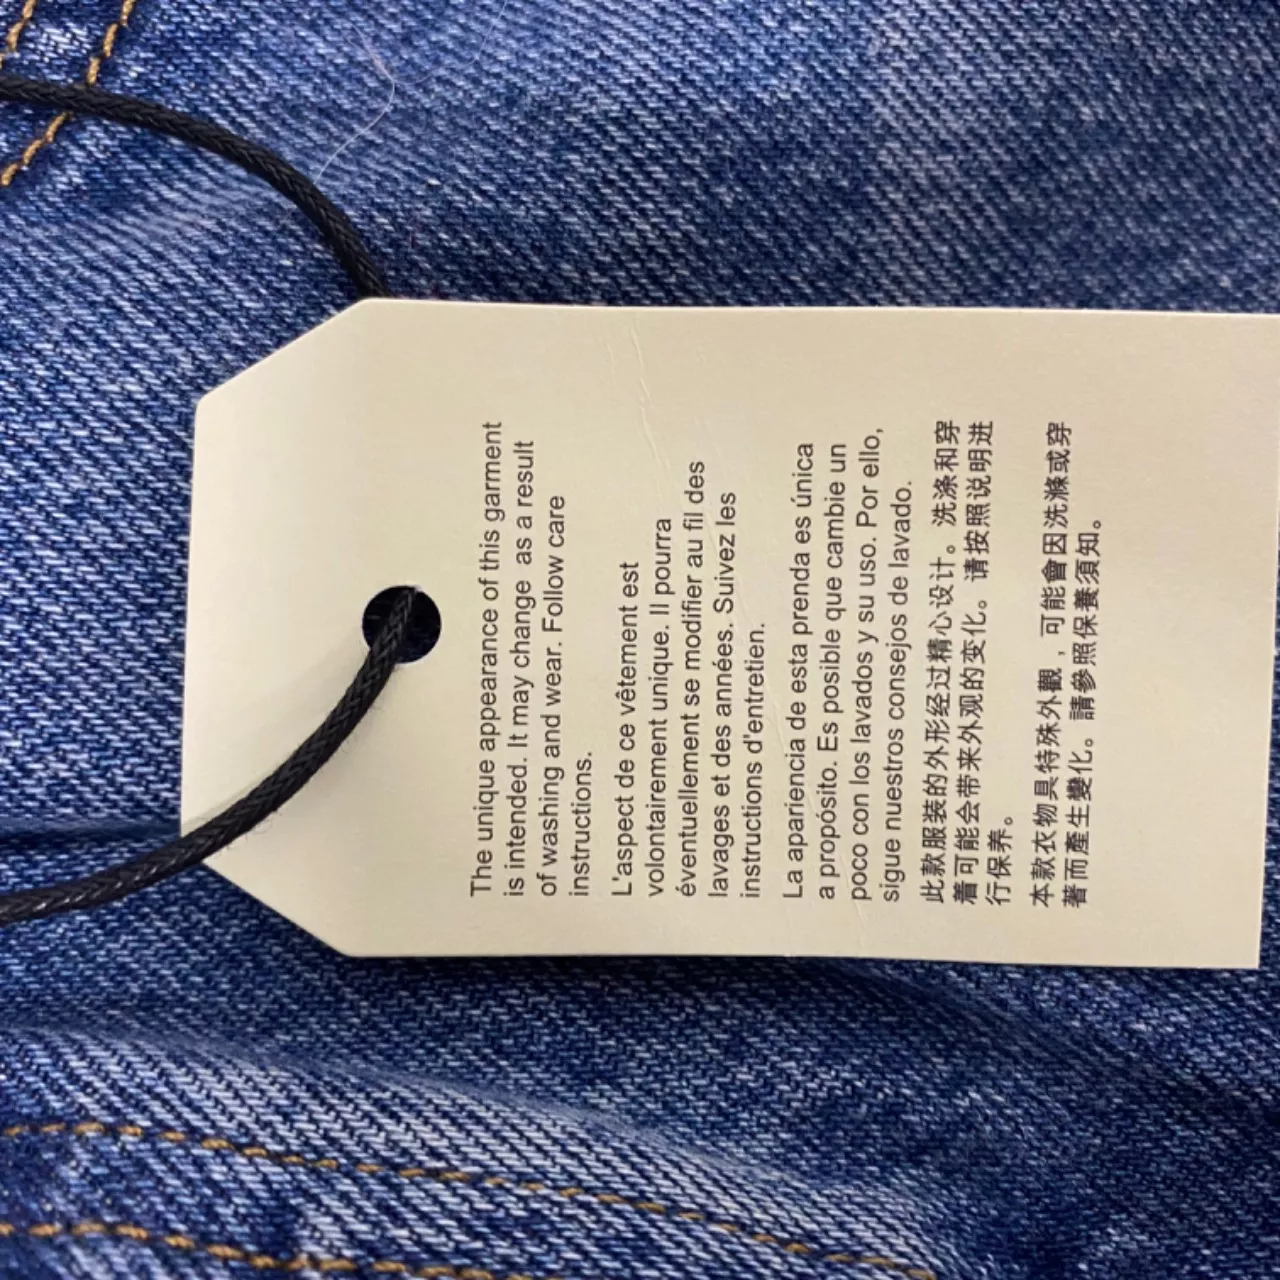 The unique appearance of this garment
is intended. It may change  as a result
of washing and wear. Follow care
instructions.
L'aspect de ce vêtement est
volontairement unique. Il pourra
éventuellement se modifier au fil des
lavages et des années. Suivez les
instructions d'entretien.
La apariencia de esta prenda es única
a propósito. Es posible que cambie un
poco con los lavados y su uso. Por ello,
sigue nuestros consejos de lavado.
此款服装的外形经过精心设计。洗涤和穿
着可能会带来外观的变化。请按照说明进
行保养。
本款衣物具特殊外觀，可能會因洗滌或穿
著而產生變化。請參照保養須知。